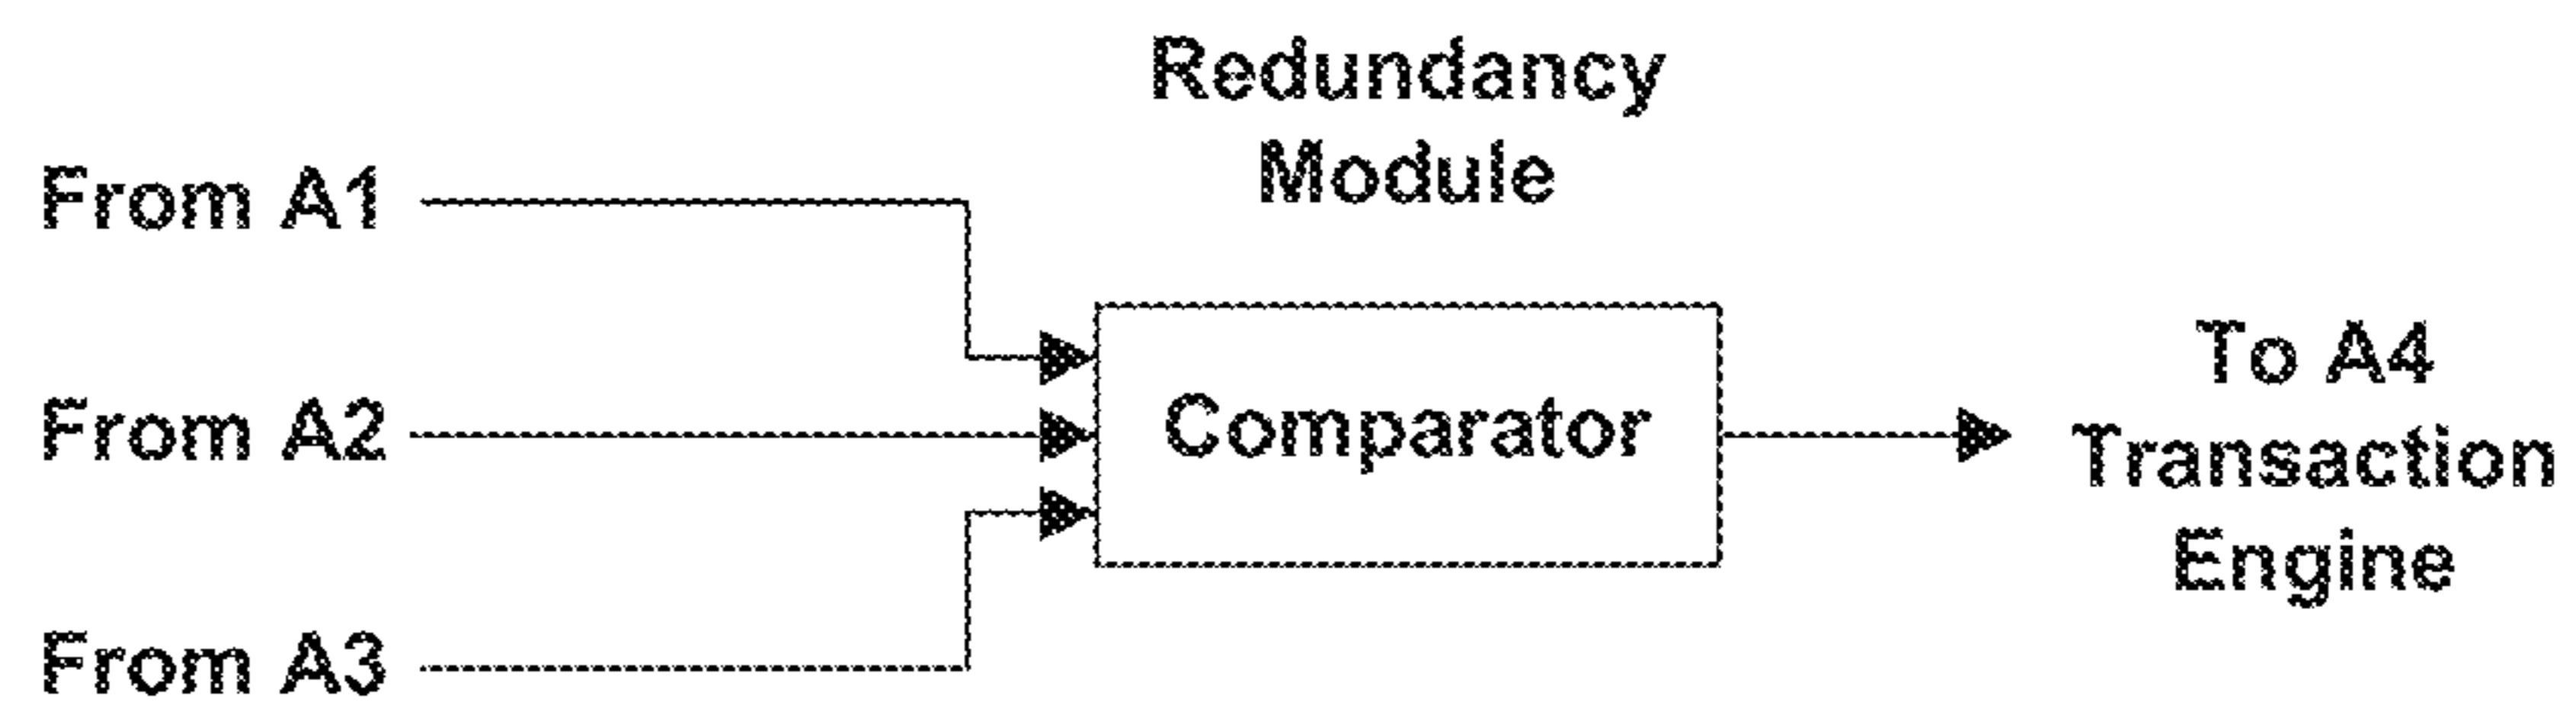 Redundancy
Module
From A1
From A2
From A3
Comparator
To A4
Transaction
Engine